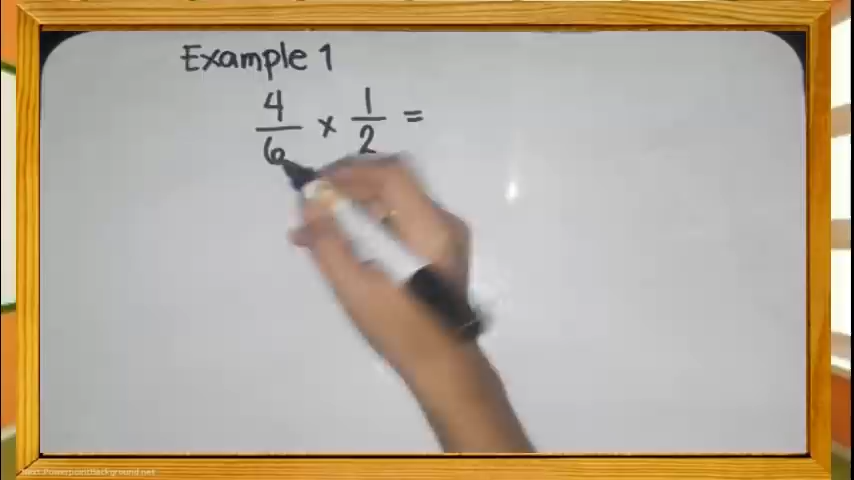 Example 1
4/6 x 1/2 =